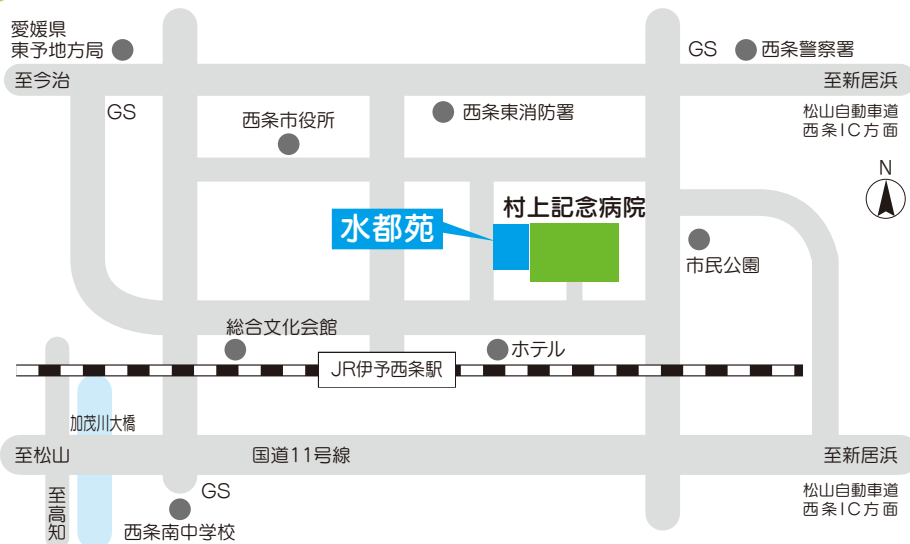 愛媛県
東予地方局
GS
西条警察署
至今治
至新居浜
GS
西条市役所
西条東消防署
松山自動車道
西条IC方面
N
村上記念病院
水都苑
市民公園
総合文化会館
ホテル
JR伊予西条駅
加茂川大橋
至松山
国道11号線
至新居浜
至高知
GS
松山自動車道
西条IC方面
西条南中学校